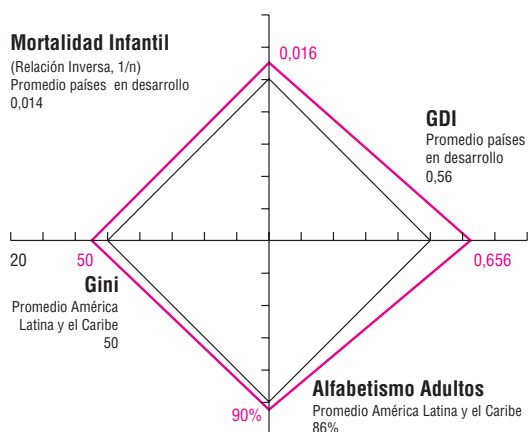 Mortalidad Infantil
(Relación Inversa, 1/n)
Promedio países en desarrollo
0,014
0,016
GDI
Promedio países
en desarrollo
0,56
20
50
0,656
Gini
Promedio América
Latina y el Caribe
50
90%
Alfabetismo Adultos
Promedio América Latina y el Caribe
86%